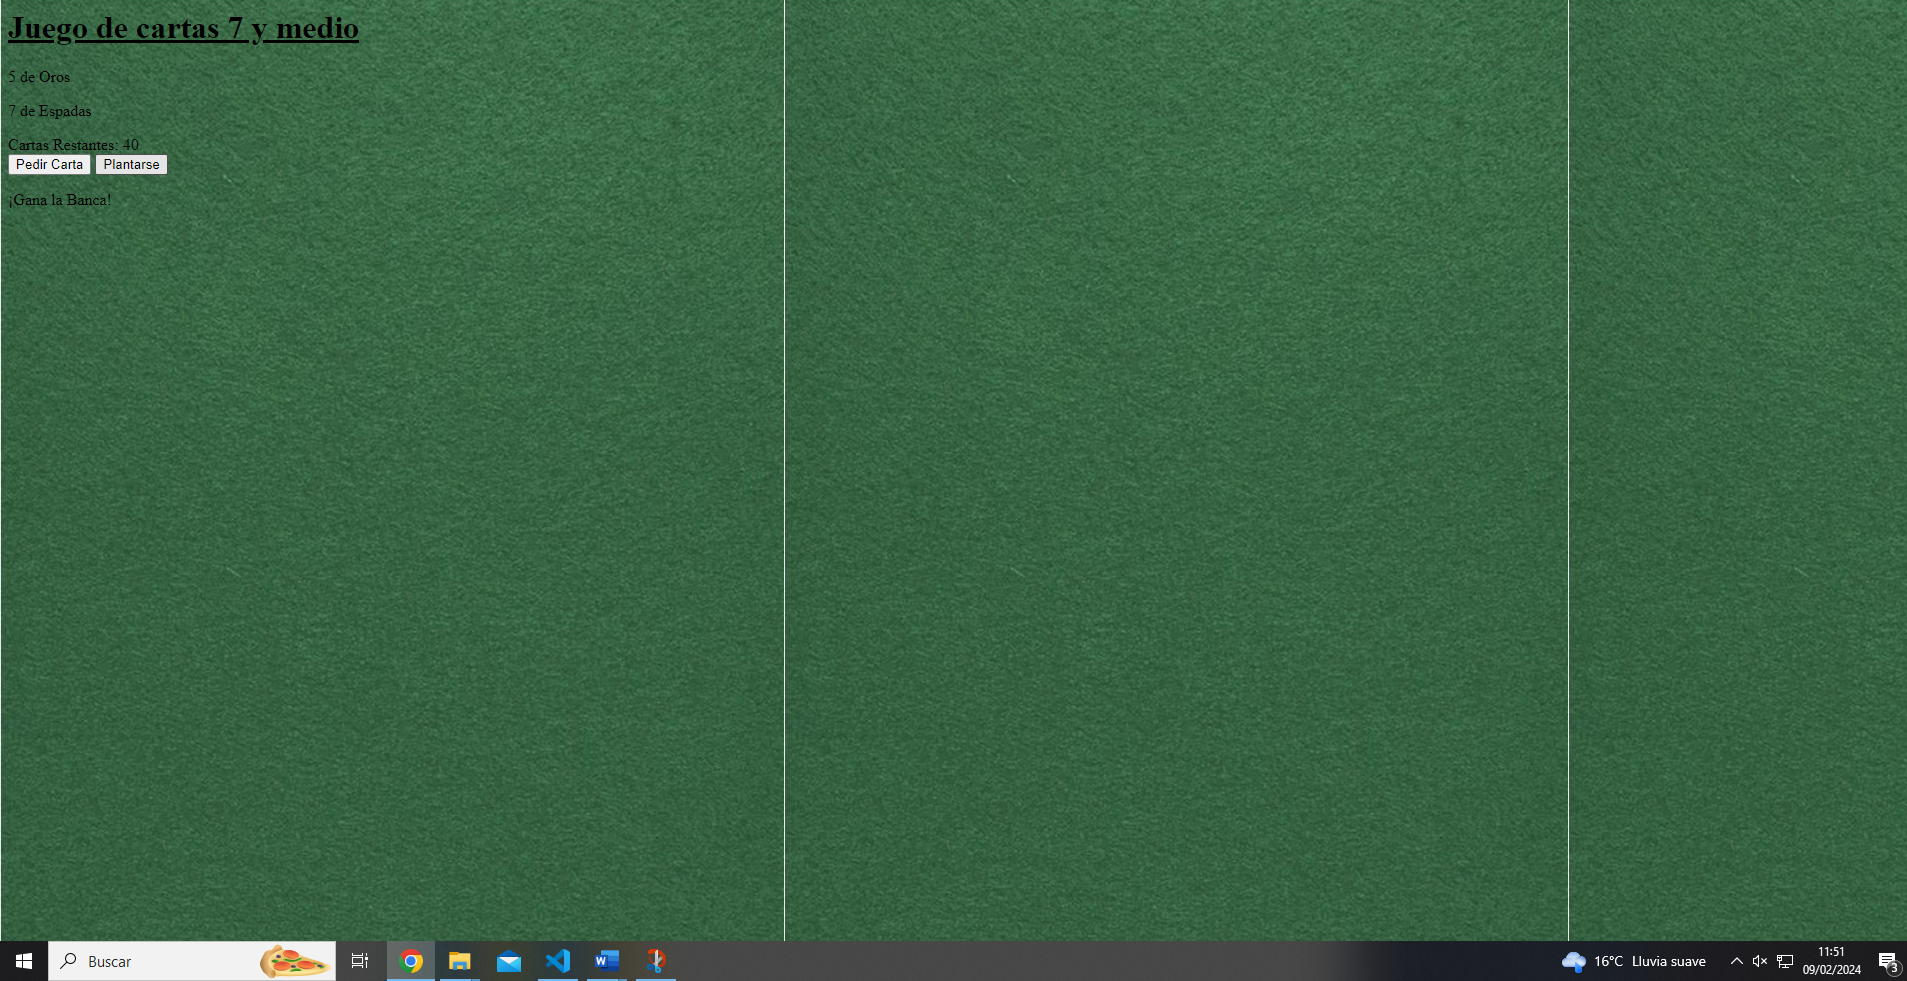 Juego de cartas 7 y medio
5 de Oros
7 de Espadas
Cartas Restantes: 40
Pedir Carta Plantarse
¡Gana la Banca!
Buscar
16°C Lluvia suave
11:51
09/02/2024
3